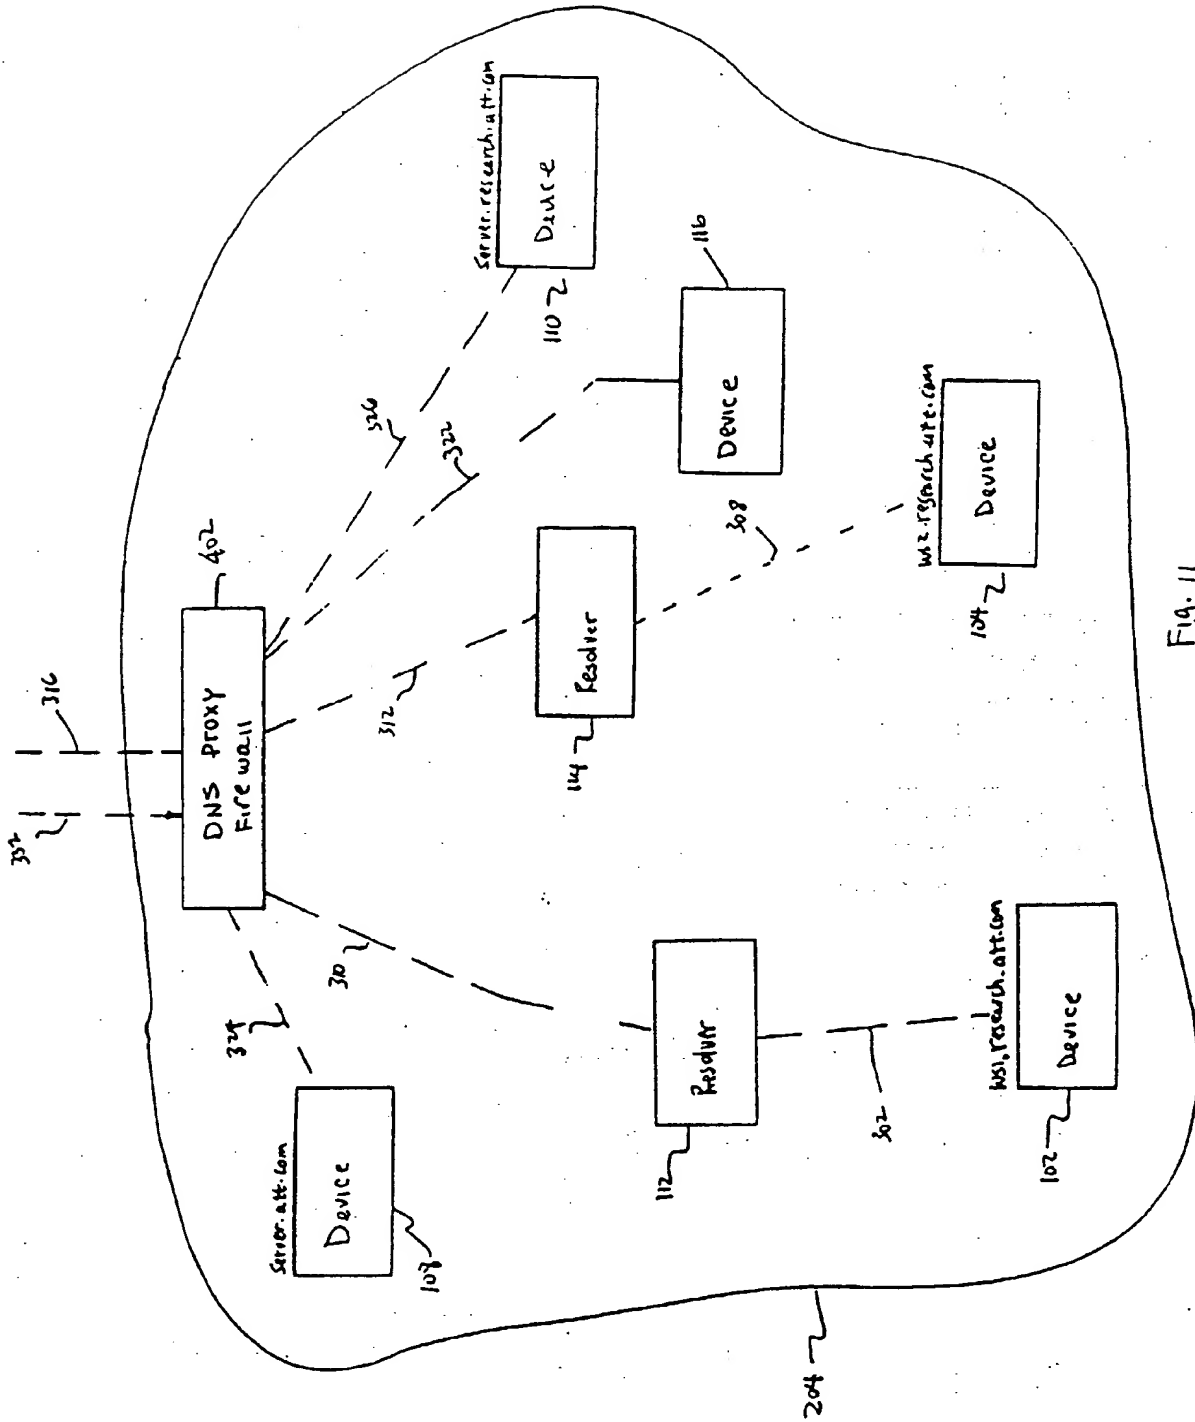 332
316
402
DNS Proxy
Firewall
324
310
312
326
322
Server.att.com
Device
108
Server.research.att.com
Device
110
114
Resolver
116
Device
112
Resolver
308
204
302
ws2.research.att.com
Device
104
ws1.research.att.com
Device
102
Fig. 11